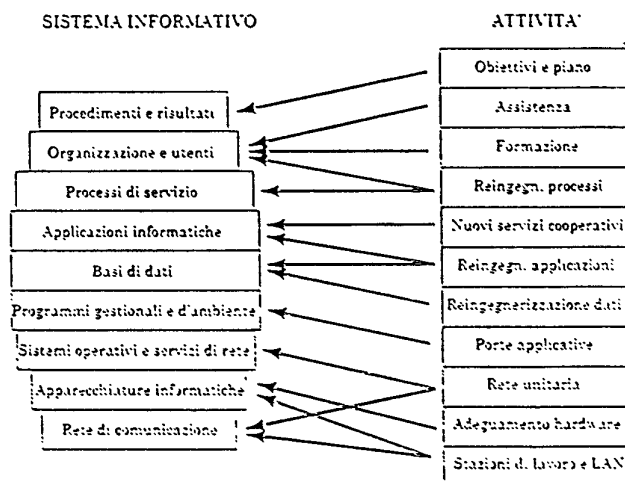 SISTEMA INFORMATIVO
Procedimenti e risultati
Organizzazione e utenti
Processi di servizio
Applicazioni informatiche
Basi di dati
Programmi gestionali e d'ambiente
Sistemi operativi e servizi di rete
Apparecchiature informatiche
Rete di comunicazione
ATTIVITA'
Obiettivi e piano
Assistenza
Formazione
Reingegn. processi
Nuovi servizi cooperativi
Reingegn. applicazioni
Reingegnerizzazione dati
Porte applicative
Rete unitaria
Adeguamento hardware
Stazioni di lavoro e LAN